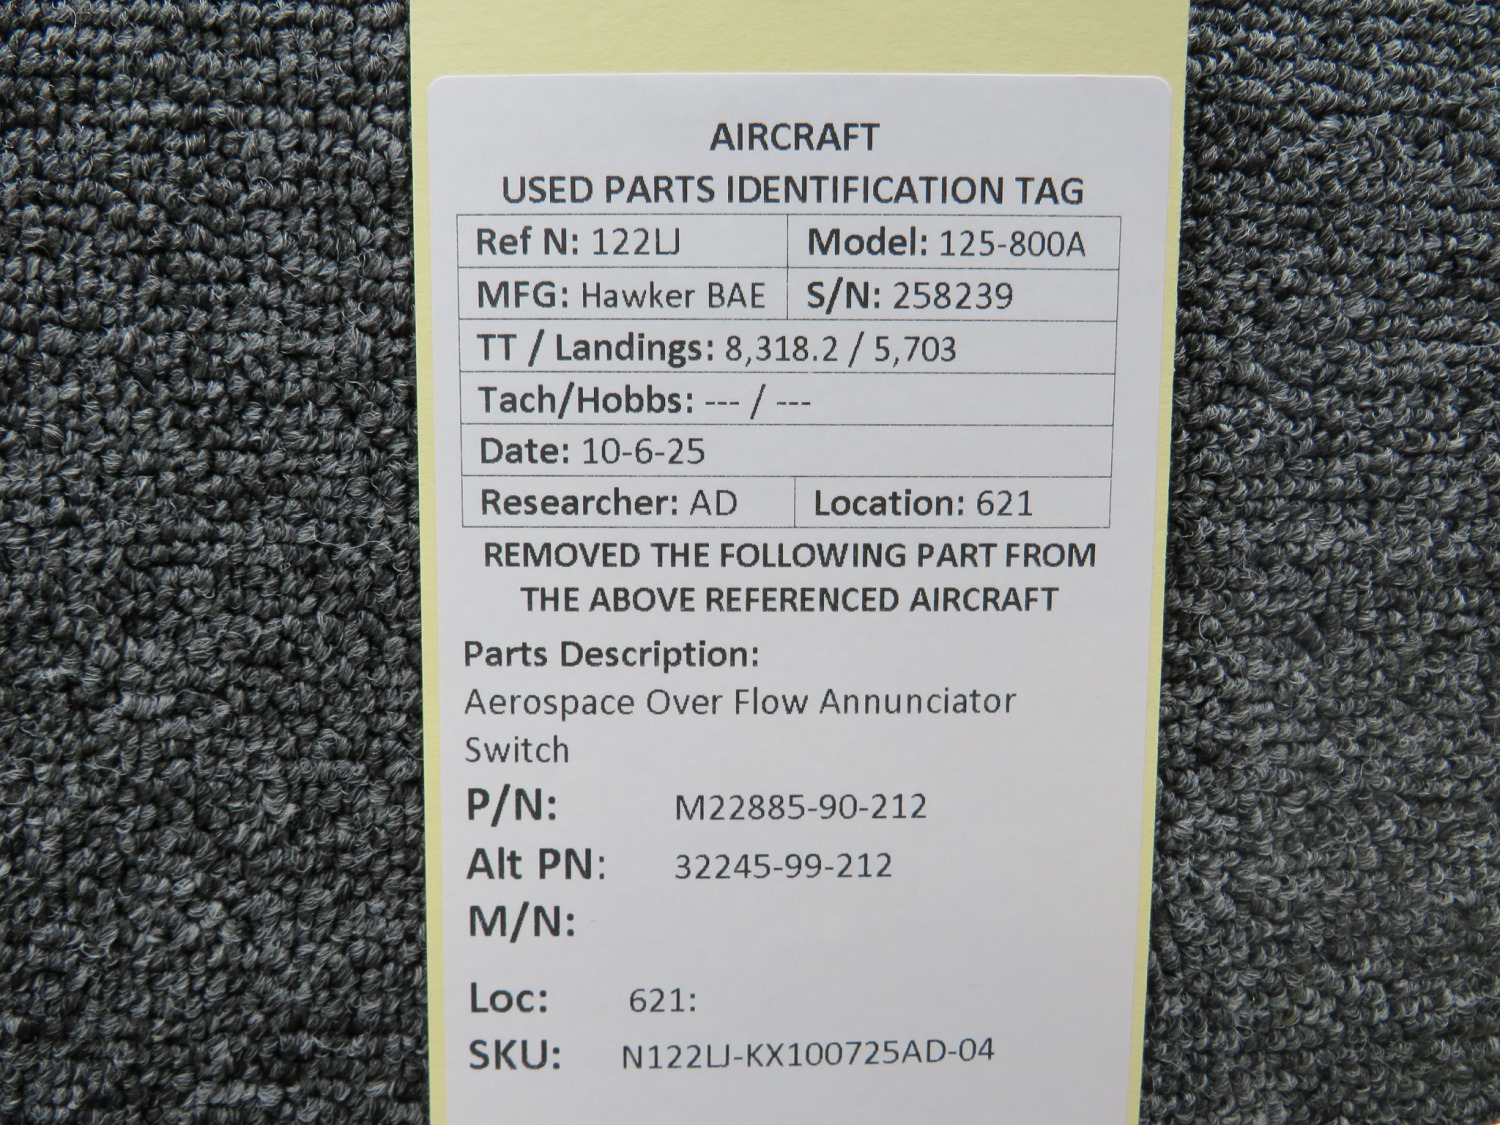 AIRCRAFT
USED PARTS IDENTIFICATION TAG
Ref N: 122LJ Model: 125-800A
MFG: Hawker BAE S/N: 258239
TT / Landings: 8,318.2 / 5,703
Tach/Hobbs: --- / ---
Date: 10-6-25
Researcher: AD Location: 621
REMOVED THE FOLLOWING PART FROM
THE ABOVE REFERENCED AIRCRAFT
Parts Description:
Aerospace Over Flow Annunciator
Switch
P/N: M22885-90-212
Alt PN: 32245-99-212
M/N:
Loc: 621:
SKU: N122LJ-KX100725AD-04